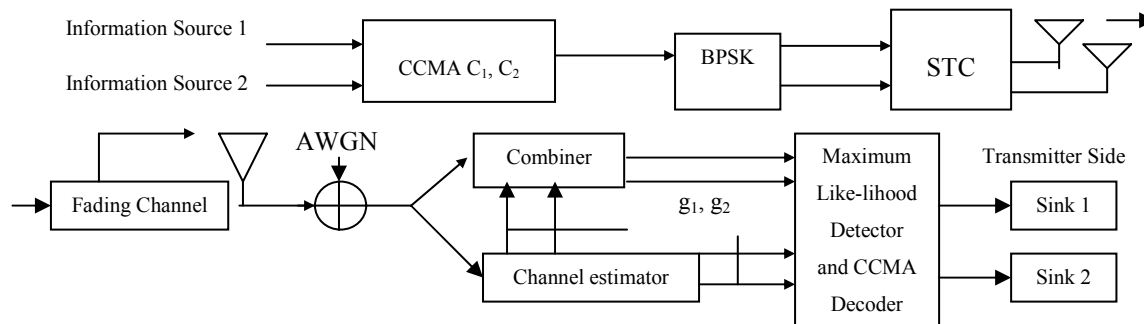 Information Source 1
Information Source 2
CCMA C₁, C₂
BPSK
STC
Fading Channel
AWGN
Combiner
g₁, g₂
Channel estimator
Maximum
Like-lihood
Detector
and CCMA
Decoder
Transmitter Side
Sink 1
Sink 2